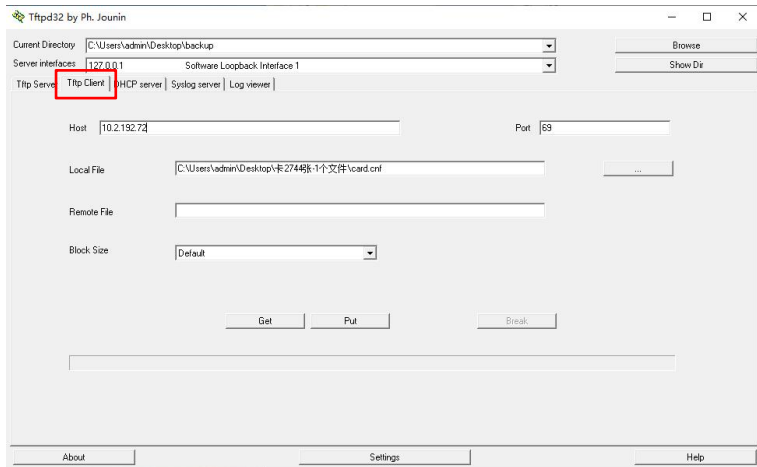 Tftpd32 by Ph. Jounin
Current Directory C:\Users\admin\Desktop\backup Browse
Server interfaces 127.0.0.1 Software Loopback Interface 1 Show Dir
Tftp Server Tftp Client DHCP server Syslog server Log viewer
Host 10.2.192.72 Port 69
Local File C:\Users\admin\Desktop\卡2744张-1个文件\card.cnf ...
Remote File
Block Size Default
Get Put Break
About Settings Help